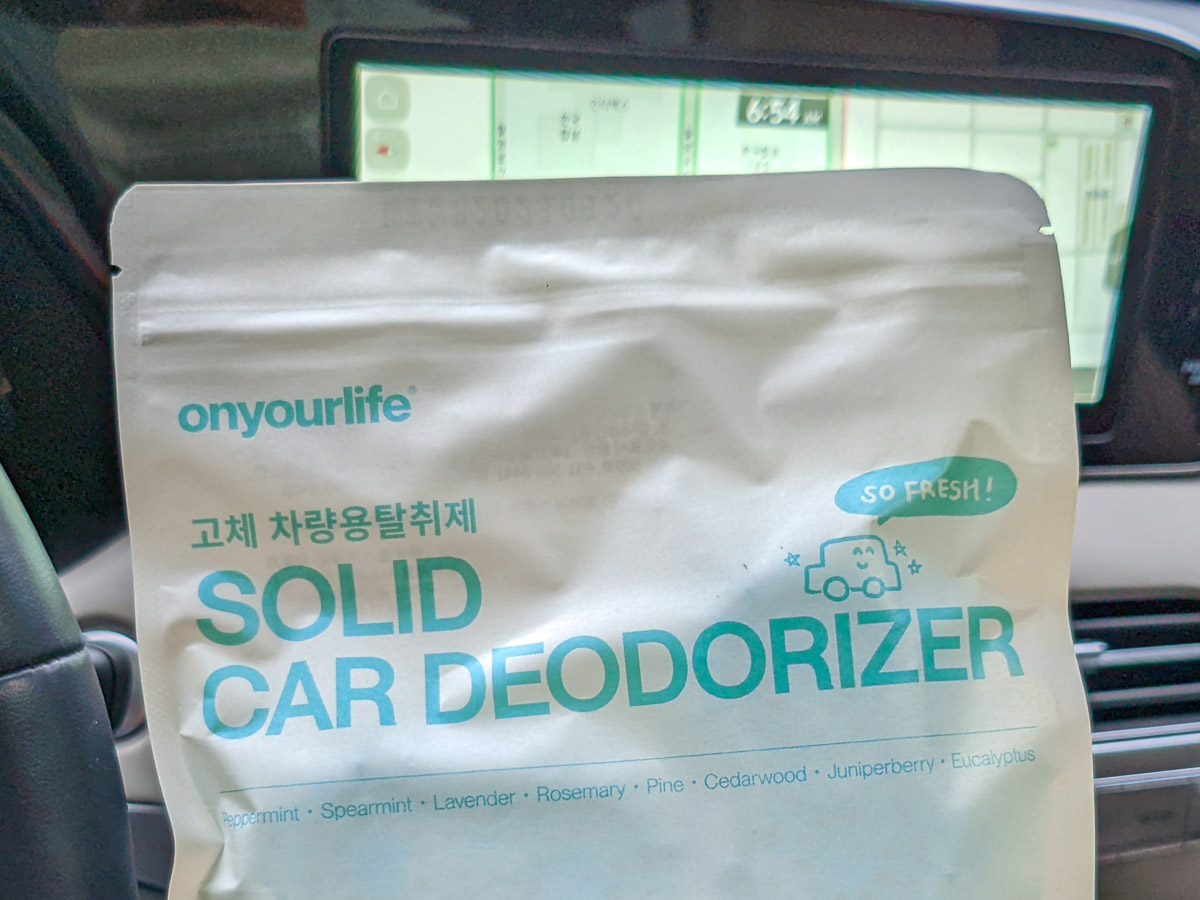 6:54
onyourlife®
SO FRESH!
고체 차량용탈취제
SOLID
CAR DEODORIZER
Peppermint · Spearmint · Lavender · Rosemary · Pine · Cedarwood · Juniperberry · Eucalyptus